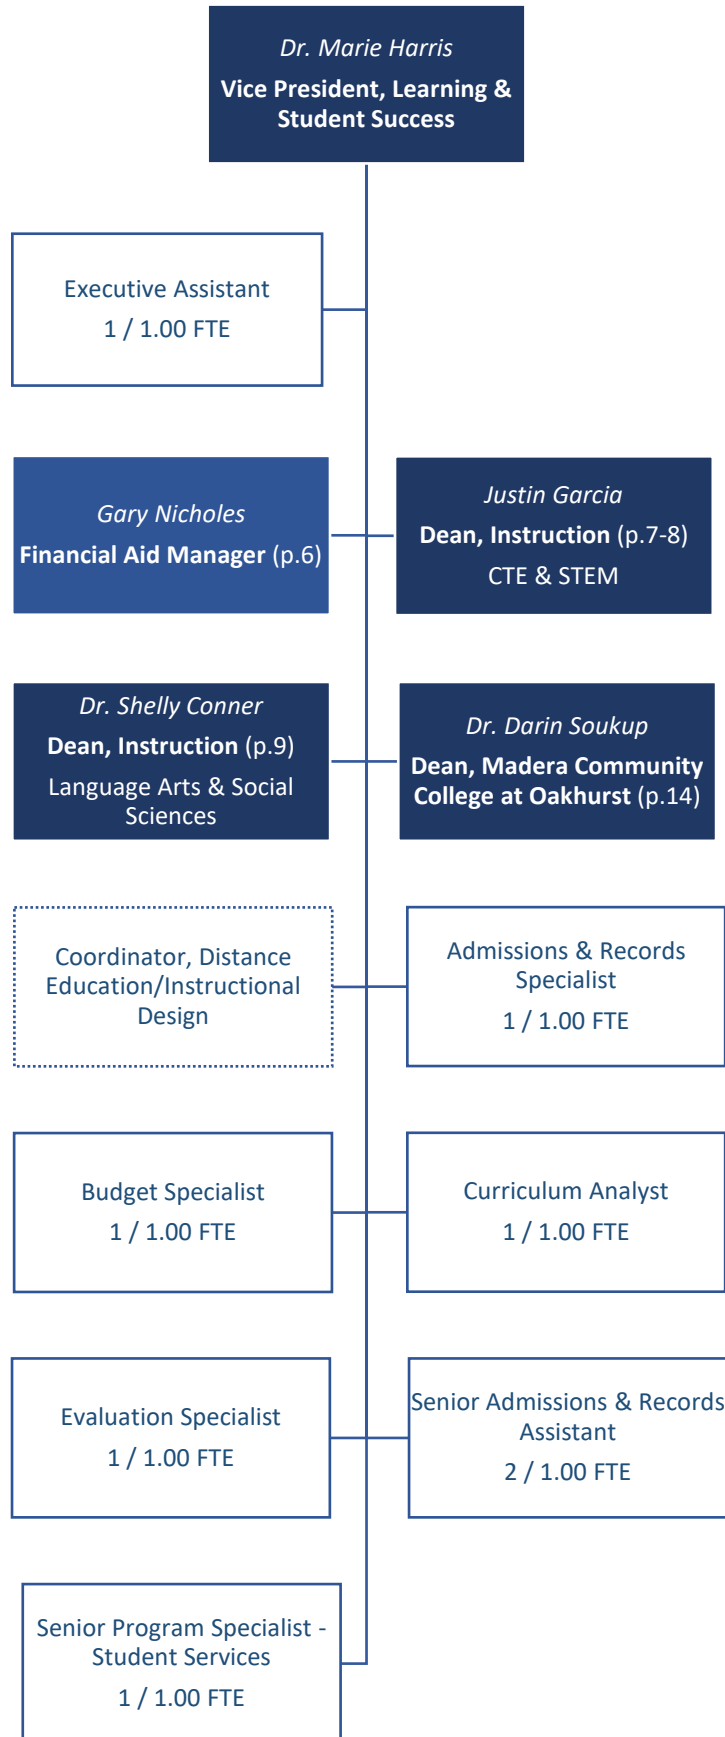 Dr. Marie Harris
Vice President, Learning &
Student Success
Executive Assistant
1 / 1.00 FTE
Gary Nicholes
Financial Aid Manager (p.6)
Justin Garcia
Dean, Instruction (p.7-8)
CTE & STEM
Dr. Shelly Conner
Dean, Instruction (p.9)
Language Arts & Social
Sciences
Dr. Darin Soukup
Dean, Madera Community
College at Oakhurst (p.14)
Coordinator, Distance
Education/Instructional
Design
Admissions & Records
Specialist
1 / 1.00 FTE
Budget Specialist
1 / 1.00 FTE
Curriculum Analyst
1 / 1.00 FTE
Evaluation Specialist
1 / 1.00 FTE
Senior Admissions & Records
Assistant
2 / 1.00 FTE
Senior Program Specialist -
Student Services
1 / 1.00 FTE